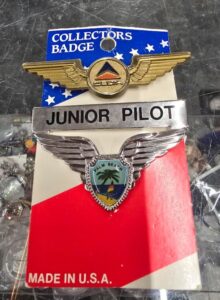 COLLECTORS
BADGE
JUNIOR PILOT
MADE IN U.S.A.